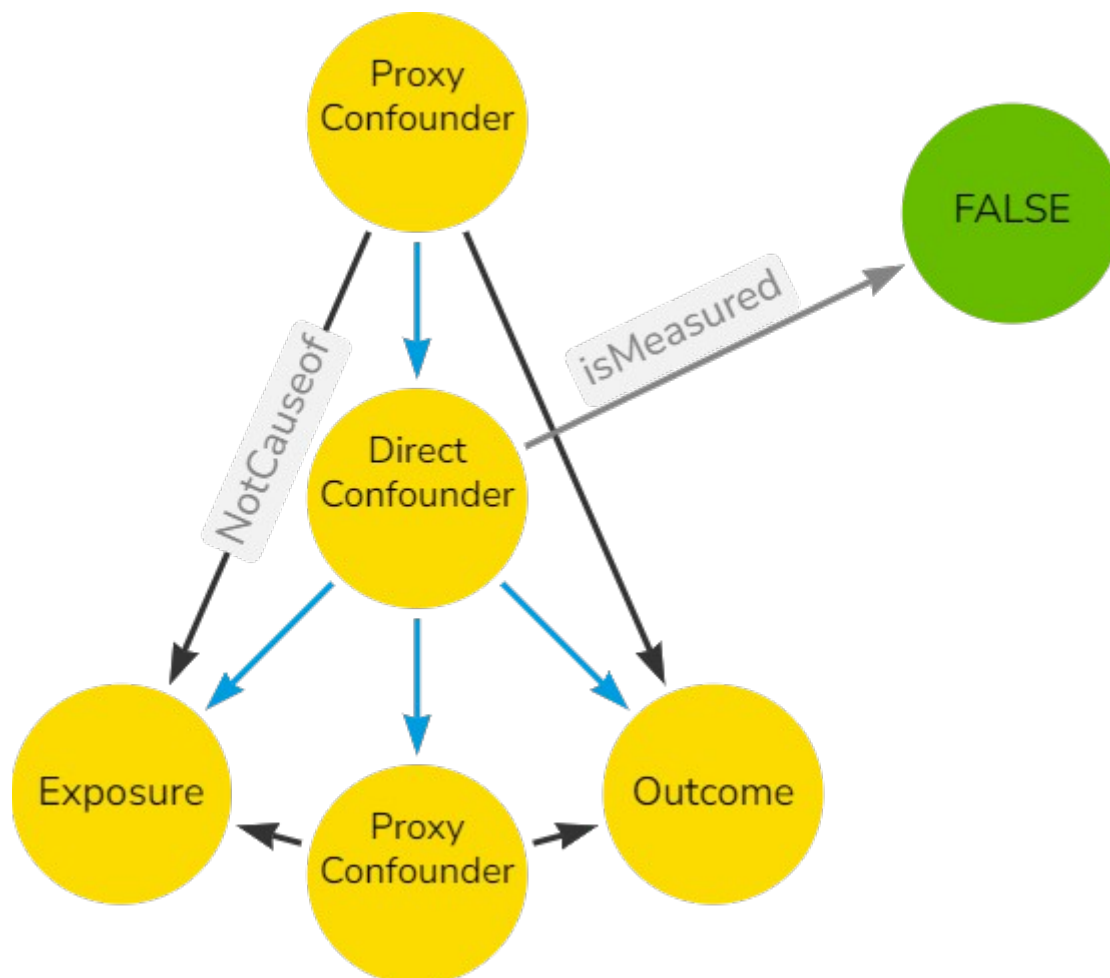 Proxy
Confounder
FALSE
isMeasured
NotCauseof
Direct
Confounder
Exposure
Outcome
Proxy
Confounder